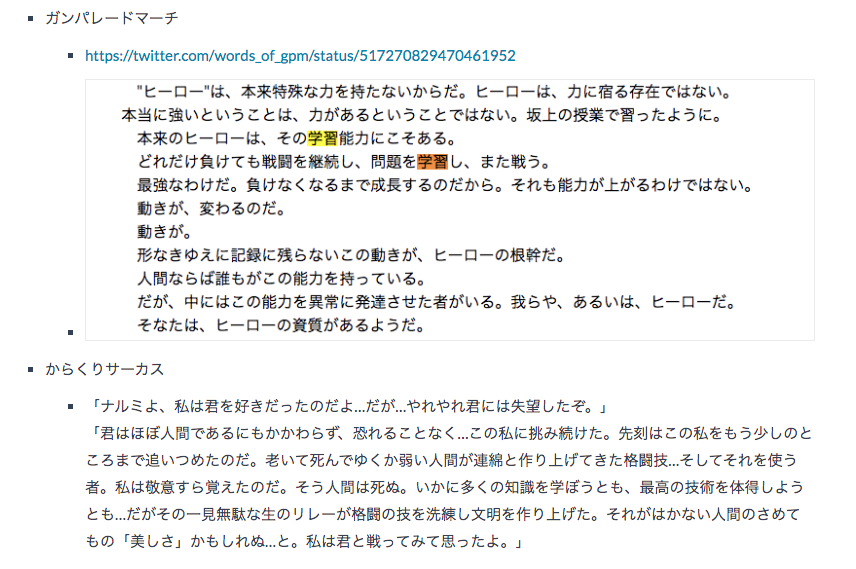 ガンパレードマーチ
https://twitter.com/words_of_gpm/status/517270829470461952
"ヒーロー"は、本来特殊な力を持たないからだ。ヒーローは、力に宿る存在ではない。
本当に強いということは、力があるということではない。坂上の授業で習ったように。
本来のヒーローは、その学習能力にこそある。
どれだけ負けても戦闘を継続し、問題を学習し、また戦う。
最強なわけだ。負けなくなるまで成長するのだから。それも能力が上がるわけではない。
動きが、変わるのだ。
動きが。
形なきゆえに記録に残らないこの動きが、ヒーローの根幹だ。
人間ならば誰もがこの能力を持っている。
だが、中にはこの能力を異常に発達させた者がいる。我らや、あるいは、ヒーローだ。
そなたは、ヒーローの資質があるようだ。
からくりサーカス
「ナルミよ、私は君を好きだったのだよ...だが...やれやれ君には失望したぞ。」
「君はほぼ人間であるにもかかわらず、恐れることなく...この私に挑み続けた。先刻はこの私をもう少しのと
ころまで追いつめたのだ。老いて死んでゆくか弱い人間が連綿と作り上げてきた格闘技...そしてそれを使う
者。私は敬意すら覚えたのだ。そう人間は死ぬ。いかに多くの知識を学ぼうとも、最高の技術を体得しよう
とも...だがその一見無駄な生のリレーが格闘の技を洗練し文明を作り上げた。それがはかない人間のさめて
もの「美しさ」かもしれぬ...と。私は君と戦ってみて思ったよ。」